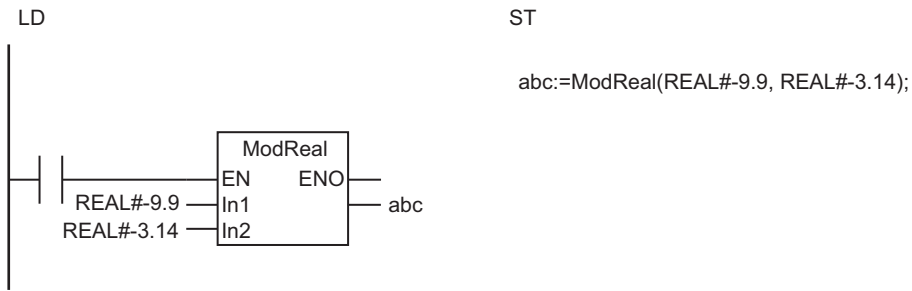 LD
ST
abc:=ModReal(REAL#-9.9, REAL#-3.14);
ModReal
EN ENO
REAL#-9.9 In1 abc
REAL#-3.14 In2